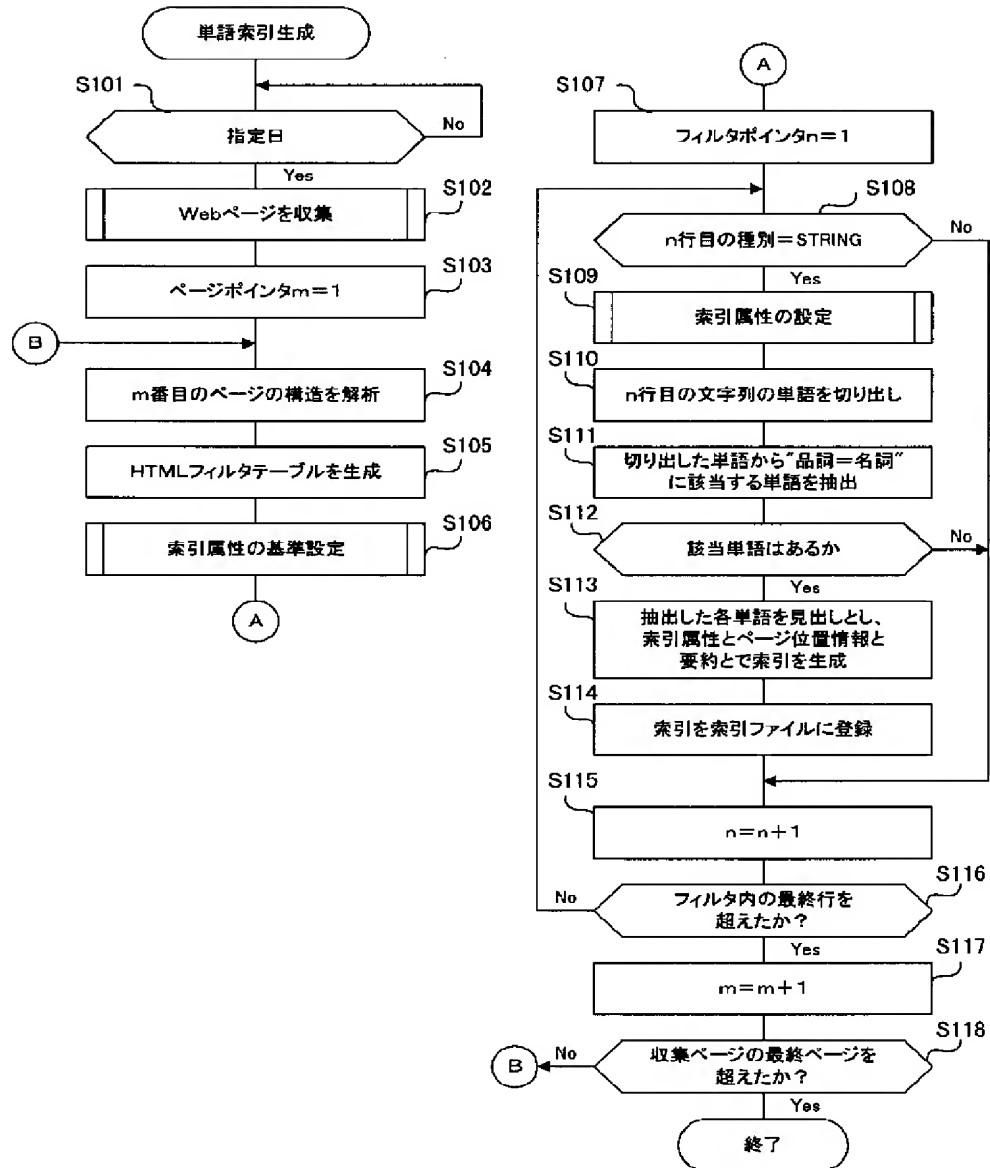 単語索引生成
S101
指定日
No
Yes
S102
Webページを収集
S103
ページポインタm=1
B
S104
m番目のページの構造を解析
S105
HTMLフィルタテーブルを生成
S106
索引属性の基準設定
A
A
S107
フィルタポインタn=1
S108
n行目の種別=STRING
No
Yes
S109
索引属性の設定
S110
n行目の文字列の単語を切り出し
S111
切り出した単語から"品詞=名詞"
に該当する単語を抽出
S112
該当単語はあるか
No
Yes
S113
抽出した各単語を見出しとし、
索引属性とページ位置情報と
要約とで索引を生成
S114
索引を索引ファイルに登録
S115
n=n+1
S116
フィルタ内の最終行を
超えたか?
No
Yes
S117
m=m+1
S118
収集ページの最終ページを
超えたか?
No
B
Yes
終了